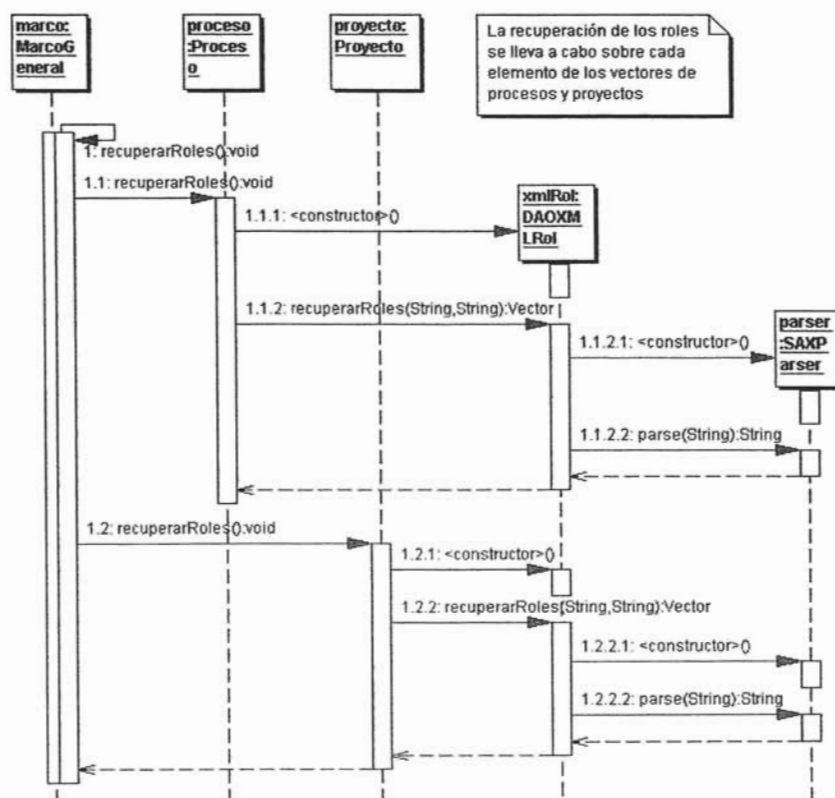 marco:
MarcoG
eneral
proceso
:Proces
o
proyecto:
Proyecto
La recuperación de los roles
se lleva a cabo sobre cada
elemento de los vectores de
procesos y proyectos
1: recuperarRoles():void
1.1: recuperarRoles():void
xmlRol:
DAOXM
LRol
1.1.1: <constructor>()
1.1.2: recuperarRoles(String,String):Vector
parser
:SAXP
arser
1.1.2.1: <constructor>()
1.1.2.2: parse(String):String
1.2: recuperarRoles():void
1.2.1: <constructor>()
1.2.2: recuperarRoles(String,String):Vector
1.2.2.1: <constructor>()
1.2.2.2: parse(String):String